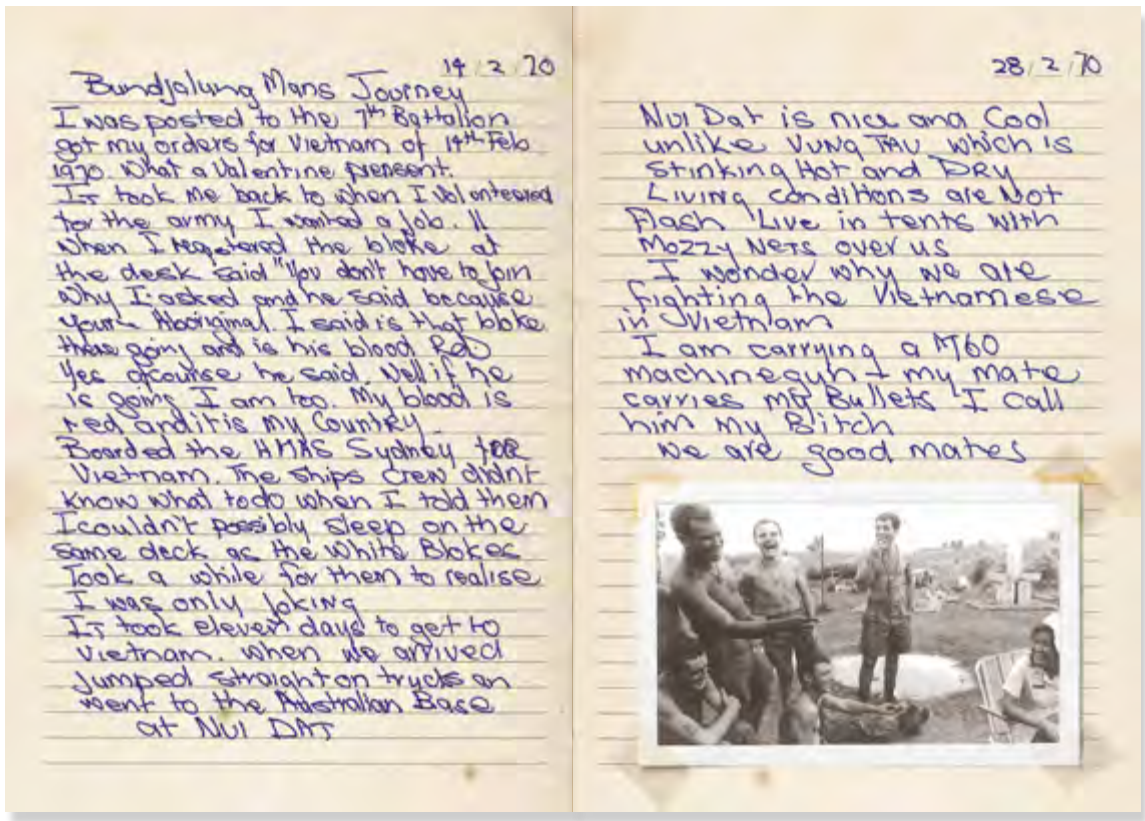 14/2/70
Bundjalung Mans Journey
I was posted to the 7th Battalion
got my orders for Vietnam of 14th Feb
1970. What a Valentine prensent.
It took me back to when I Volenteered
for the army I wanted a job. II
When I registered the bloke at
the desk said "You don't have to join
Why I asked and he said because
your Aboriginal. I said is that bloke
going and is his blood Red
Yes ofcourse he said. Well if he
is going I am too. My blood is
red and it is my Country.
Boarded the HMAS Sydney for
Vietnam. The Ships Crew didn't
Know what todo when I told them
I couldn't possibly sleep on the
same deck as the White Blokes
Took a while for them to realise
I was only Joking
It took eleven days to get to
Vietnam. When we arrived
Jumped straight on trucks an
went to the Australian Base
at NUI DAT
28/2/70
Nui Dat is nice and Cool
unlike VUNG TAU which is
stinking Hot and DRY
Living conditions are Not
Flash Live in tents with
Mozzy Nets over us
I wonder why we are
fighting the Vietnamese
in Vietnam
I am carrying a M60
machinegun + my mate
carries my Bullets I call
him My Bitch
We are good mates